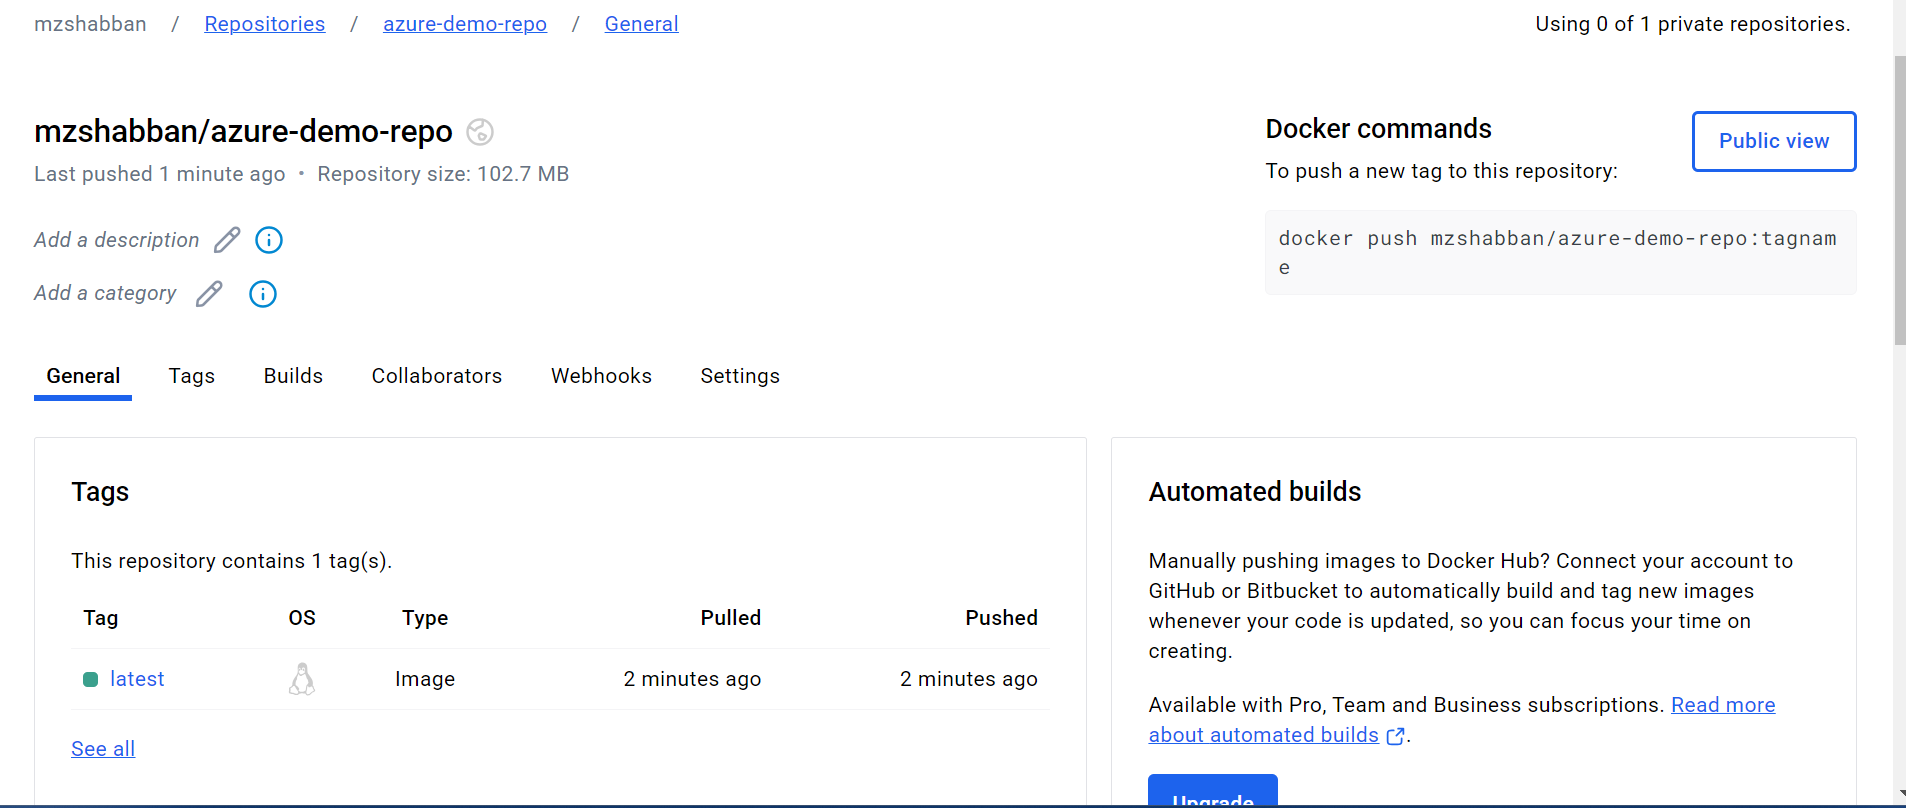 mzshabban / Repositories / azure-demo-repo / General
Using 0 of 1 private repositories.
mzshabban/azure-demo-repo
Last pushed 1 minute ago • Repository size: 102.7 MB
Add a description
Add a category
Docker commands
Public view
To push a new tag to this repository:
docker push mzshabban/azure-demo-repo:tagnam
e
General Tags Builds Collaborators Webhooks Settings
Tags
This repository contains 1 tag(s).
Tag OS Type Pulled Pushed
latest Image 2 minutes ago 2 minutes ago
See all
Automated builds
Manually pushing images to Docker Hub? Connect your account to
GitHub or Bitbucket to automatically build and tag new images
whenever your code is updated, so you can focus your time on
creating.
Available with Pro, Team and Business subscriptions. Read more
about automated builds.
Upgrade